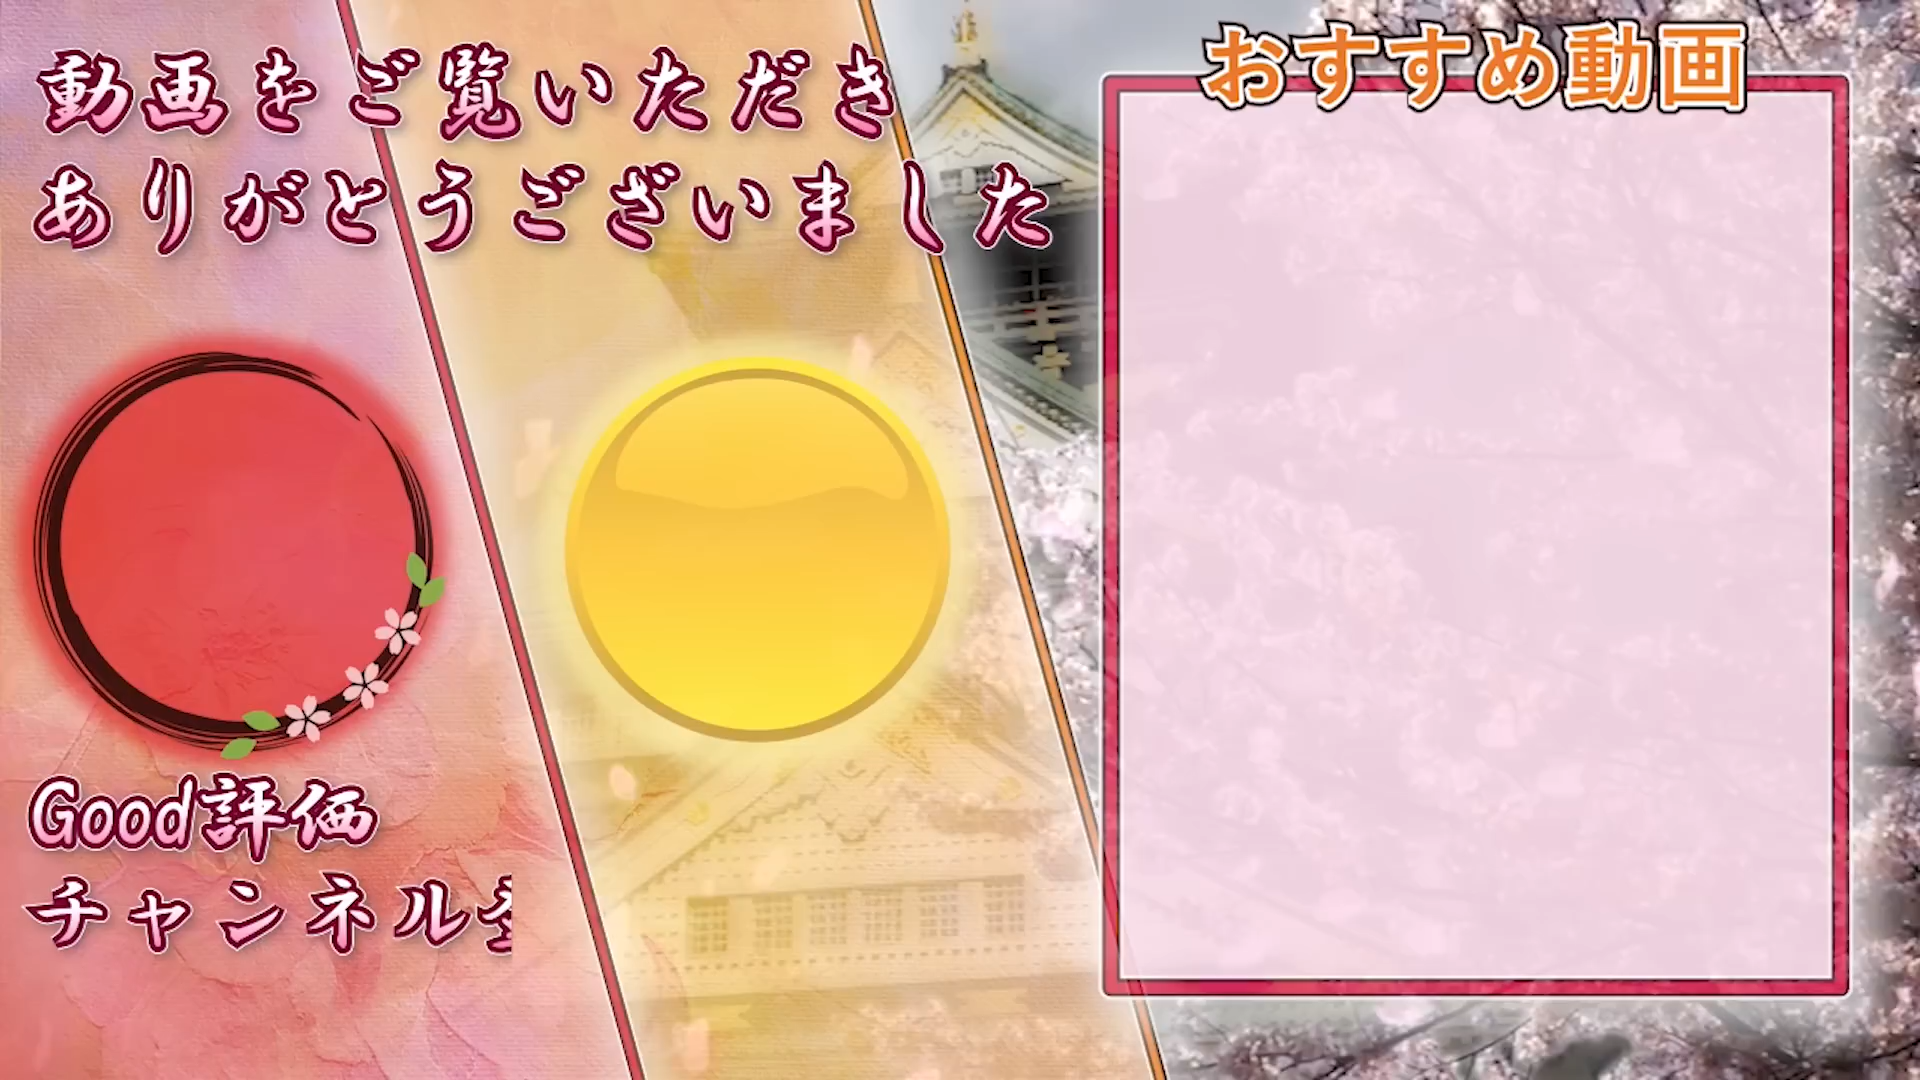 動画をご覧いただき
ありがとうございました
おすすめ動画
Good評価
チャンネル